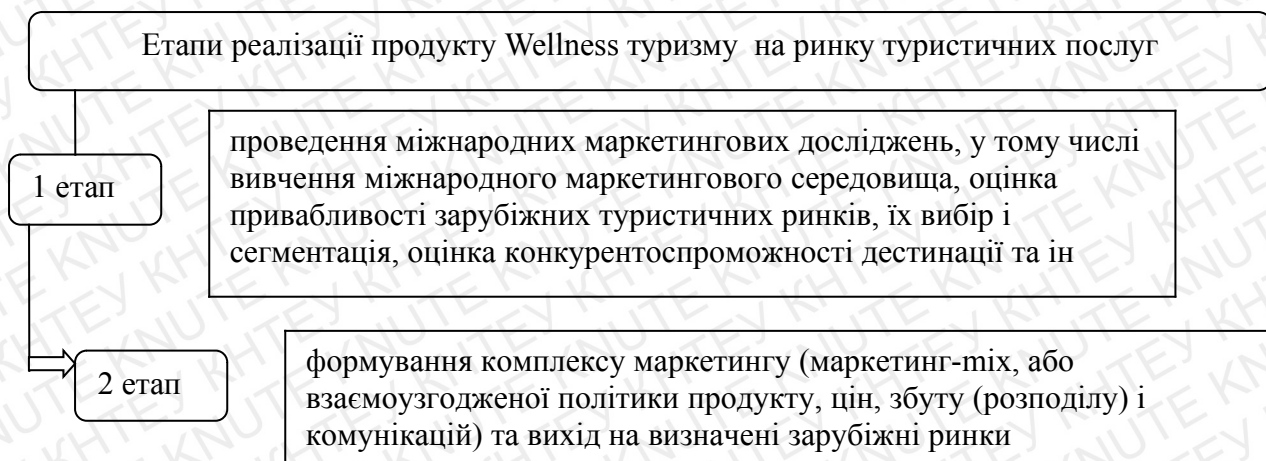 Етапи реалізації продукту Wellness туризму на ринку туристичних послуг
1 етап
проведення міжнародних маркетингових досліджень, у тому числі
вивчення міжнародного маркетингового середовища, оцінка
привабливості зарубіжних туристичних ринків, їх вибір і
сегментація, оцінка конкурентоспроможності дестинації та ін
2 етап
формування комплексу маркетингу (маркетинг-mix, або
взаємоузгодженої політики продукту, цін, збуту (розподілу) і
комунікацій) та вихід на визначені зарубіжні ринки